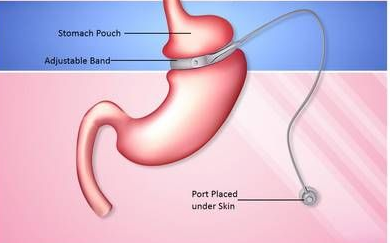 Stomach Pouch
Adjustable Band
Port Placed
under Skin